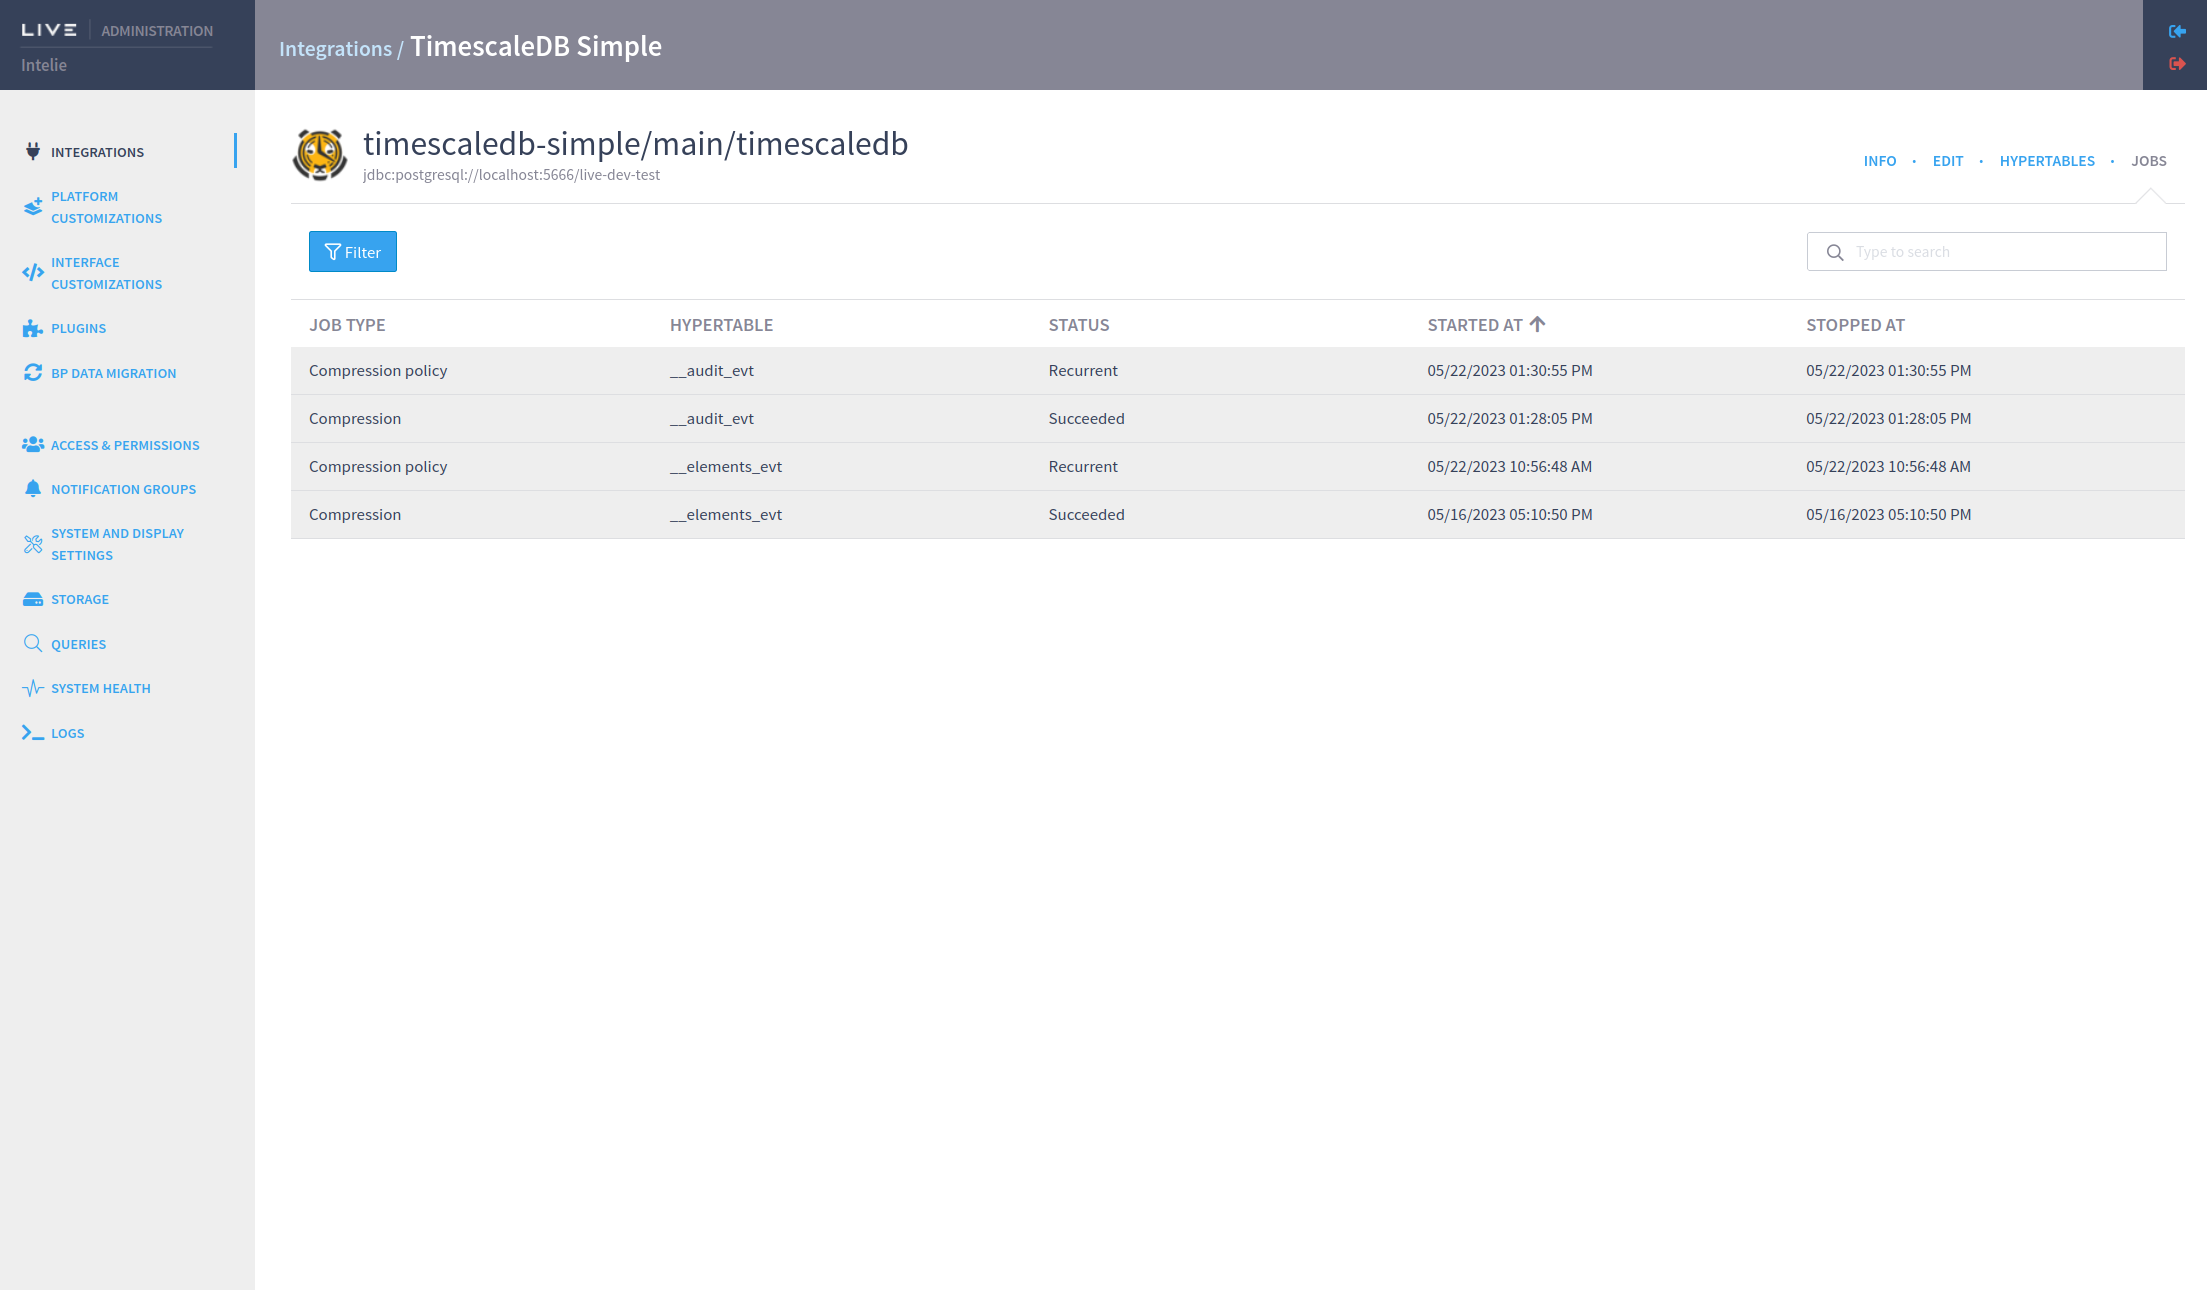 LIVE ADMINISTRATION
Intelie
Integrations / TimescaleDB Simple
INTEGRATIONS
PLATFORM
CUSTOMIZATIONS
INTERFACE
CUSTOMIZATIONS
PLUGINS
BP DATA MIGRATION
ACCESS & PERMISSIONS
NOTIFICATION GROUPS
SYSTEM AND DISPLAY
SETTINGS
STORAGE
QUERIES
SYSTEM HEALTH
LOGS
timescaledb-simple/main/timescaledb
jdbc:postgresql://localhost:5666/live-dev-test
INFO • EDIT • HYPERTABLES • JOBS
Filter
Type to search
JOB TYPE HYPERTABLE STATUS STARTED AT STOPPED AT
Compression policy __audit_evt Recurrent 05/22/2023 01:30:55 PM 05/22/2023 01:30:55 PM
Compression __audit_evt Succeeded 05/22/2023 01:28:05 PM 05/22/2023 01:28:05 PM
Compression policy __elements_evt Recurrent 05/22/2023 10:56:48 AM 05/22/2023 10:56:48 AM
Compression __elements_evt Succeeded 05/16/2023 05:10:50 PM 05/16/2023 05:10:50 PM